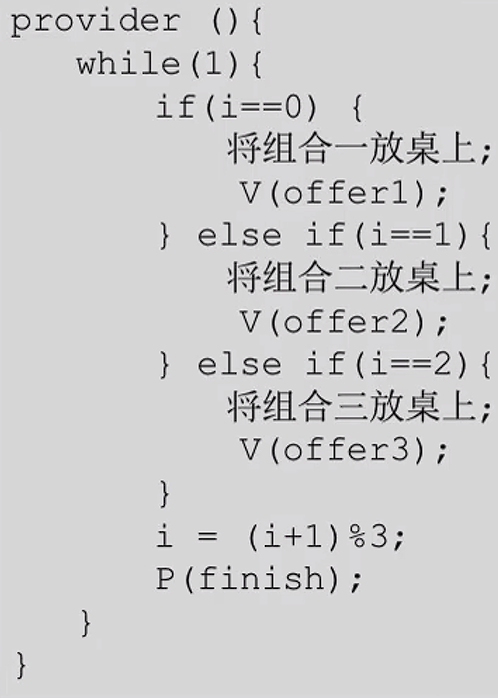 provider (){
    while(1){
        if(i==0) {
            将组合一放桌上;
            V(offer1);
        } else if(i==1){
            将组合二放桌上;
            V(offer2);
        } else if(i==2){
            将组合三放桌上;
            V(offer3);
        }
        i = (i+1)%3;
        P(finish);
    }
}